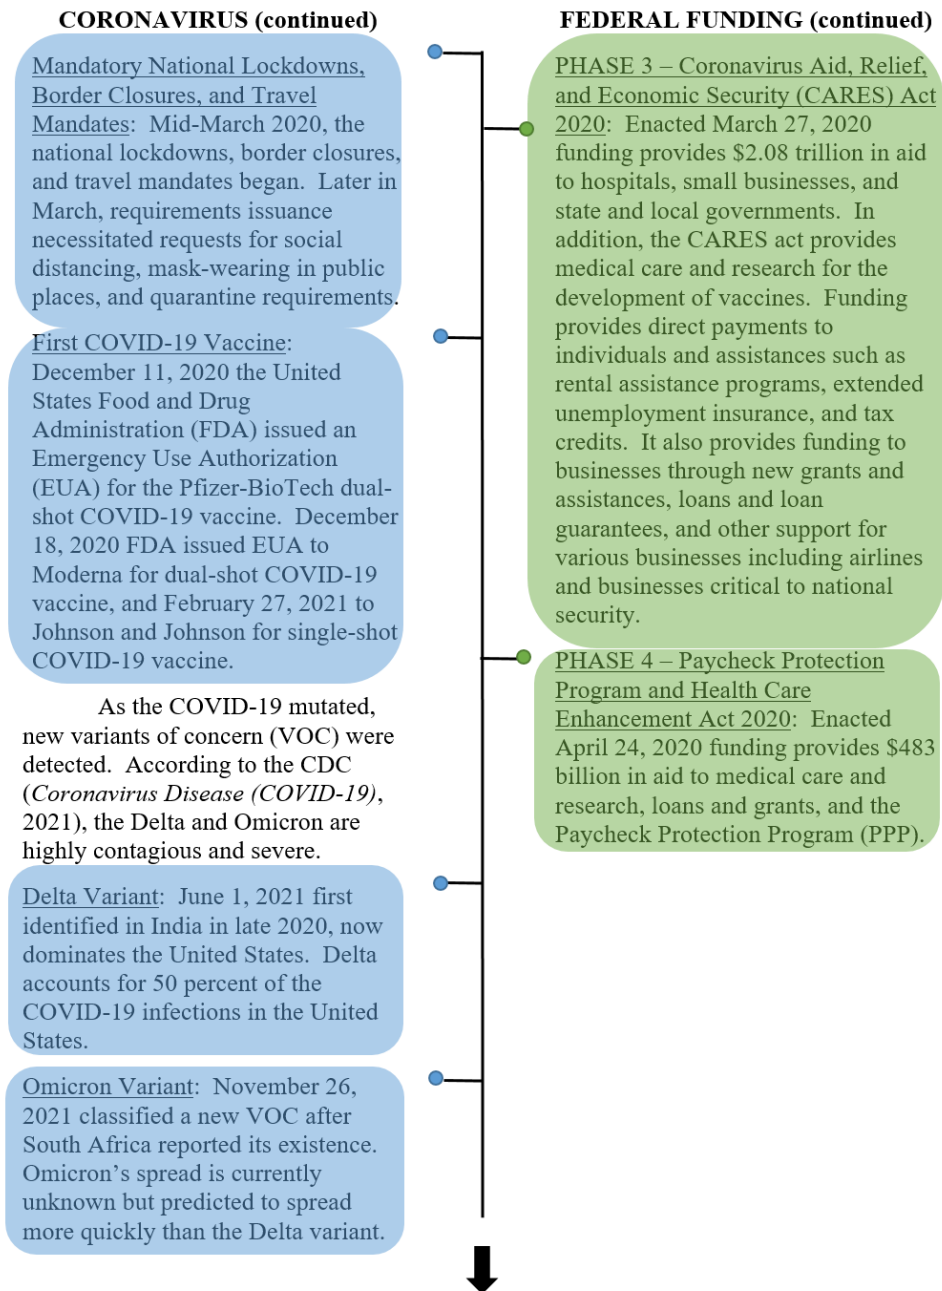 CORONAVIRUS (continued)
Mandatory National Lockdowns,
Border Closures, and Travel
Mandates:  Mid-March 2020, the
national lockdowns, border closures,
and travel mandates began.  Later in
March, requirements issuance
necessitated requests for social
distancing, mask-wearing in public
places, and quarantine requirements.
First COVID-19 Vaccine:
December 11, 2020 the United
States Food and Drug
Administration (FDA) issued an
Emergency Use Authorization
(EUA) for the Pfizer-BioTech dual-
shot COVID-19 vaccine.  December
18, 2020 FDA issued EUA to
Moderna for dual-shot COVID-19
vaccine, and February 27, 2021 to
Johnson and Johnson for single-shot
COVID-19 vaccine.
As the COVID-19 mutated,
new variants of concern (VOC) were
detected.  According to the CDC
(Coronavirus Disease (COVID-19),
2021), the Delta and Omicron are
highly contagious and severe.
Delta Variant:  June 1, 2021 first
identified in India in late 2020, now
dominates the United States.  Delta
accounts for 50 percent of the
COVID-19 infections in the United
States.
Omicron Variant:  November 26,
2021 classified a new VOC after
South Africa reported its existence.
Omicron’s spread is currently
unknown but predicted to spread
more quickly than the Delta variant.
FEDERAL FUNDING (continued)
PHASE 3 – Coronavirus Aid, Relief,
and Economic Security (CARES) Act
2020:  Enacted March 27, 2020
funding provides $2.08 trillion in aid
to hospitals, small businesses, and
state and local governments.  In
addition, the CARES act provides
medical care and research for the
development of vaccines.  Funding
provides direct payments to
individuals and assistances such as
rental assistance programs, extended
unemployment insurance, and tax
credits.  It also provides funding to
businesses through new grants and
assistances, loans and loan
guarantees, and other support for
various businesses including airlines
and businesses critical to national
security.
PHASE 4 – Paycheck Protection
Program and Health Care
Enhancement Act 2020:  Enacted
April 24, 2020 funding provides $483
billion in aid to medical care and
research, loans and grants, and the
Paycheck Protection Program (PPP).